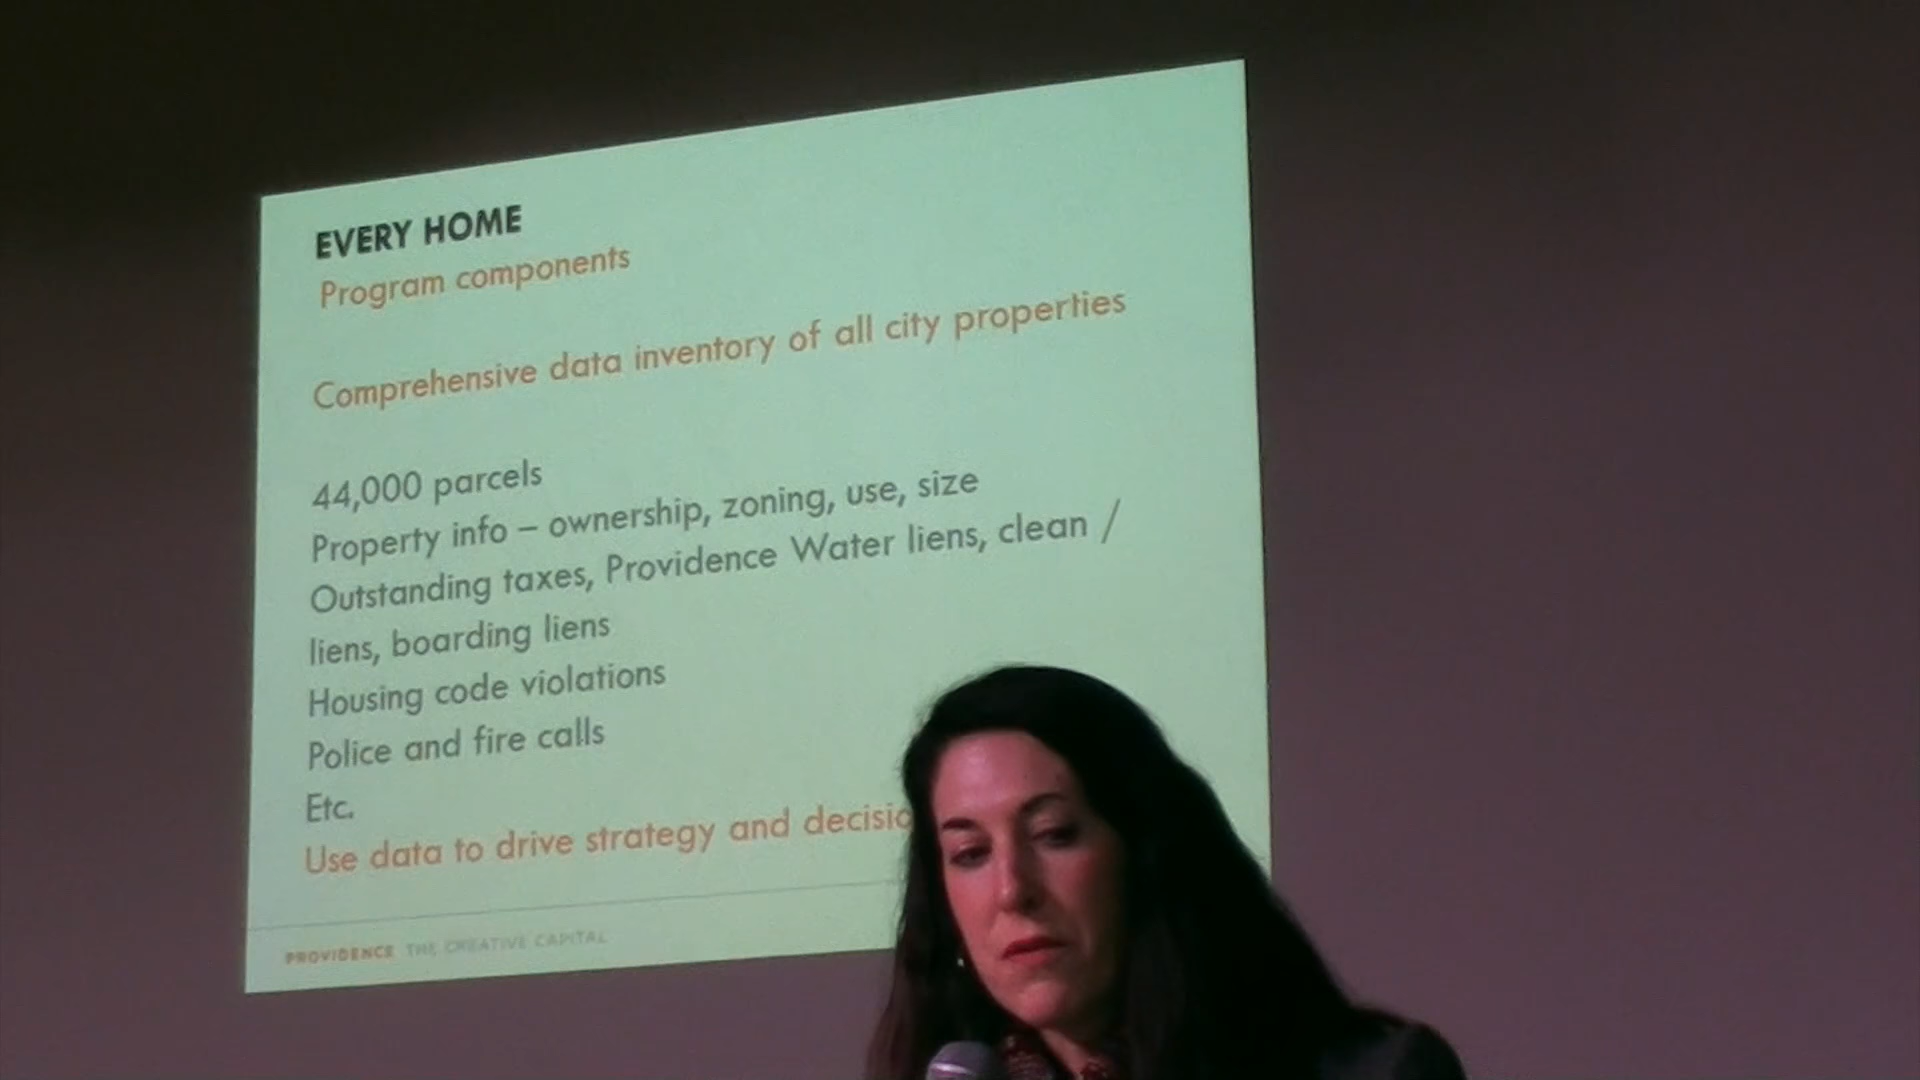 EVERY HOME
Program components
Comprehensive data inventory of all city properties
44,000 parcels
Property info – ownership, zoning, use, size
Outstanding taxes, Providence Water liens, clean /
liens, boarding liens
Housing code violations
Police and fire calls
Etc.
Use data to drive strategy and decisio
PROVIDENCE THE CREATIVE CAPITAL